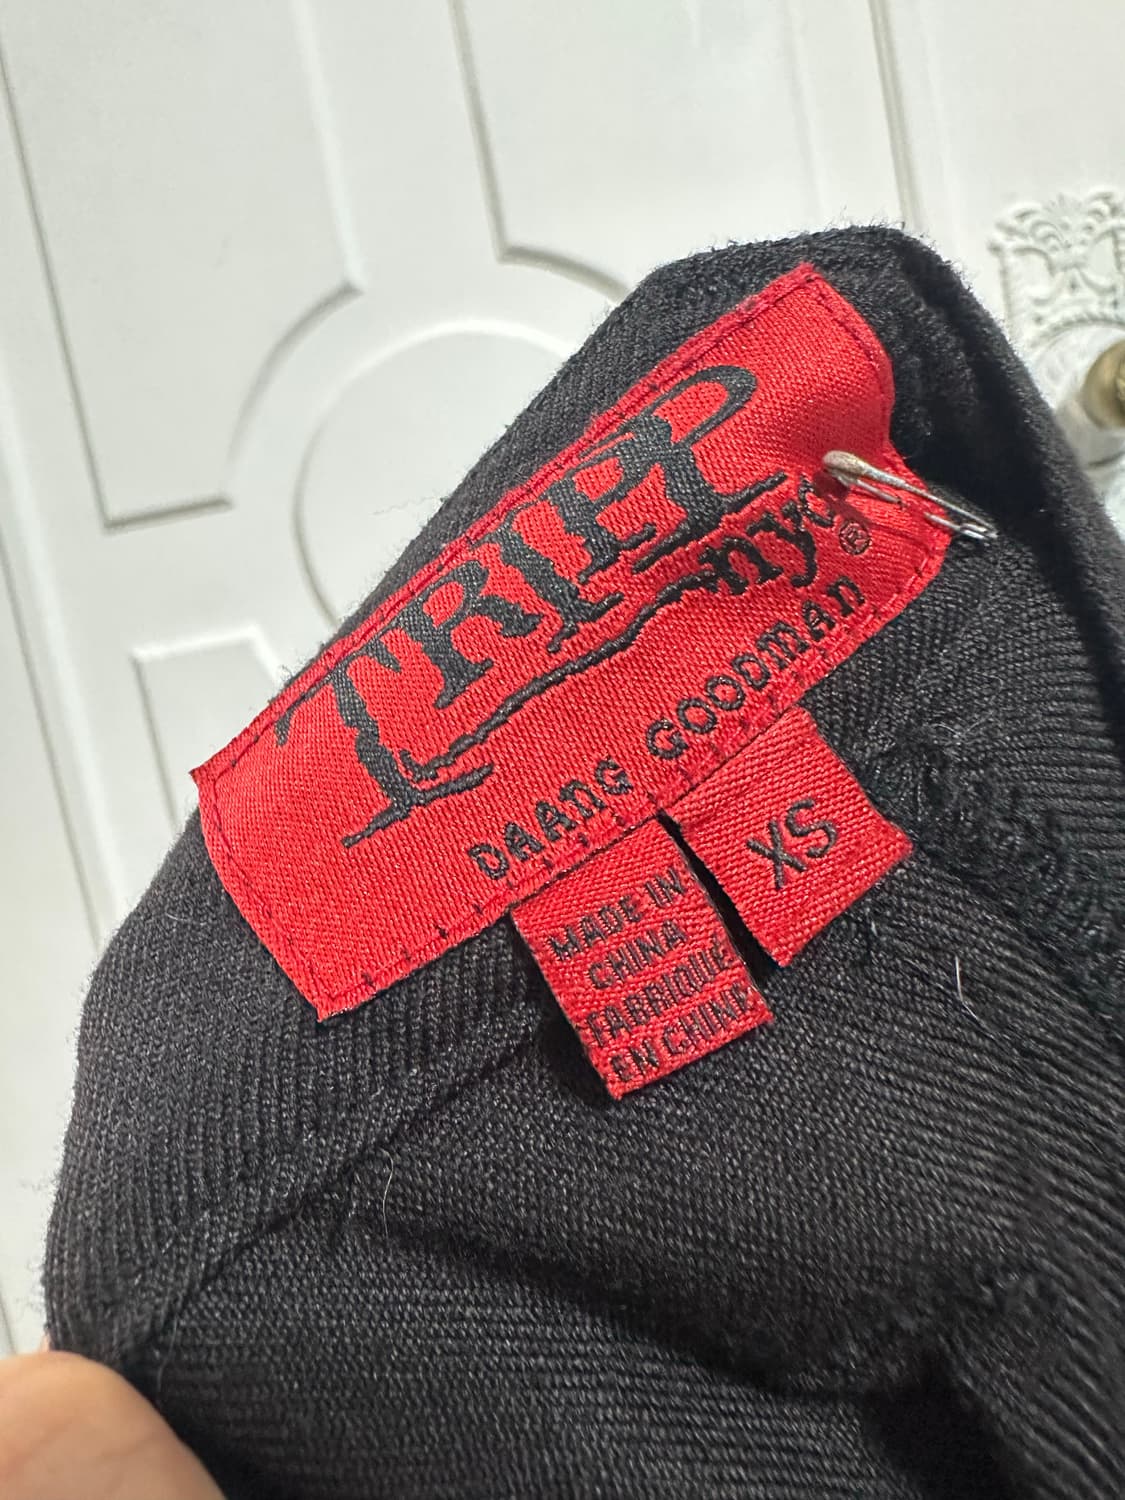 TRIPP
nyc®
DAANG GOODMAN
XS
MADE IN
CHINA
FABRIQUÉ
EN CHINE